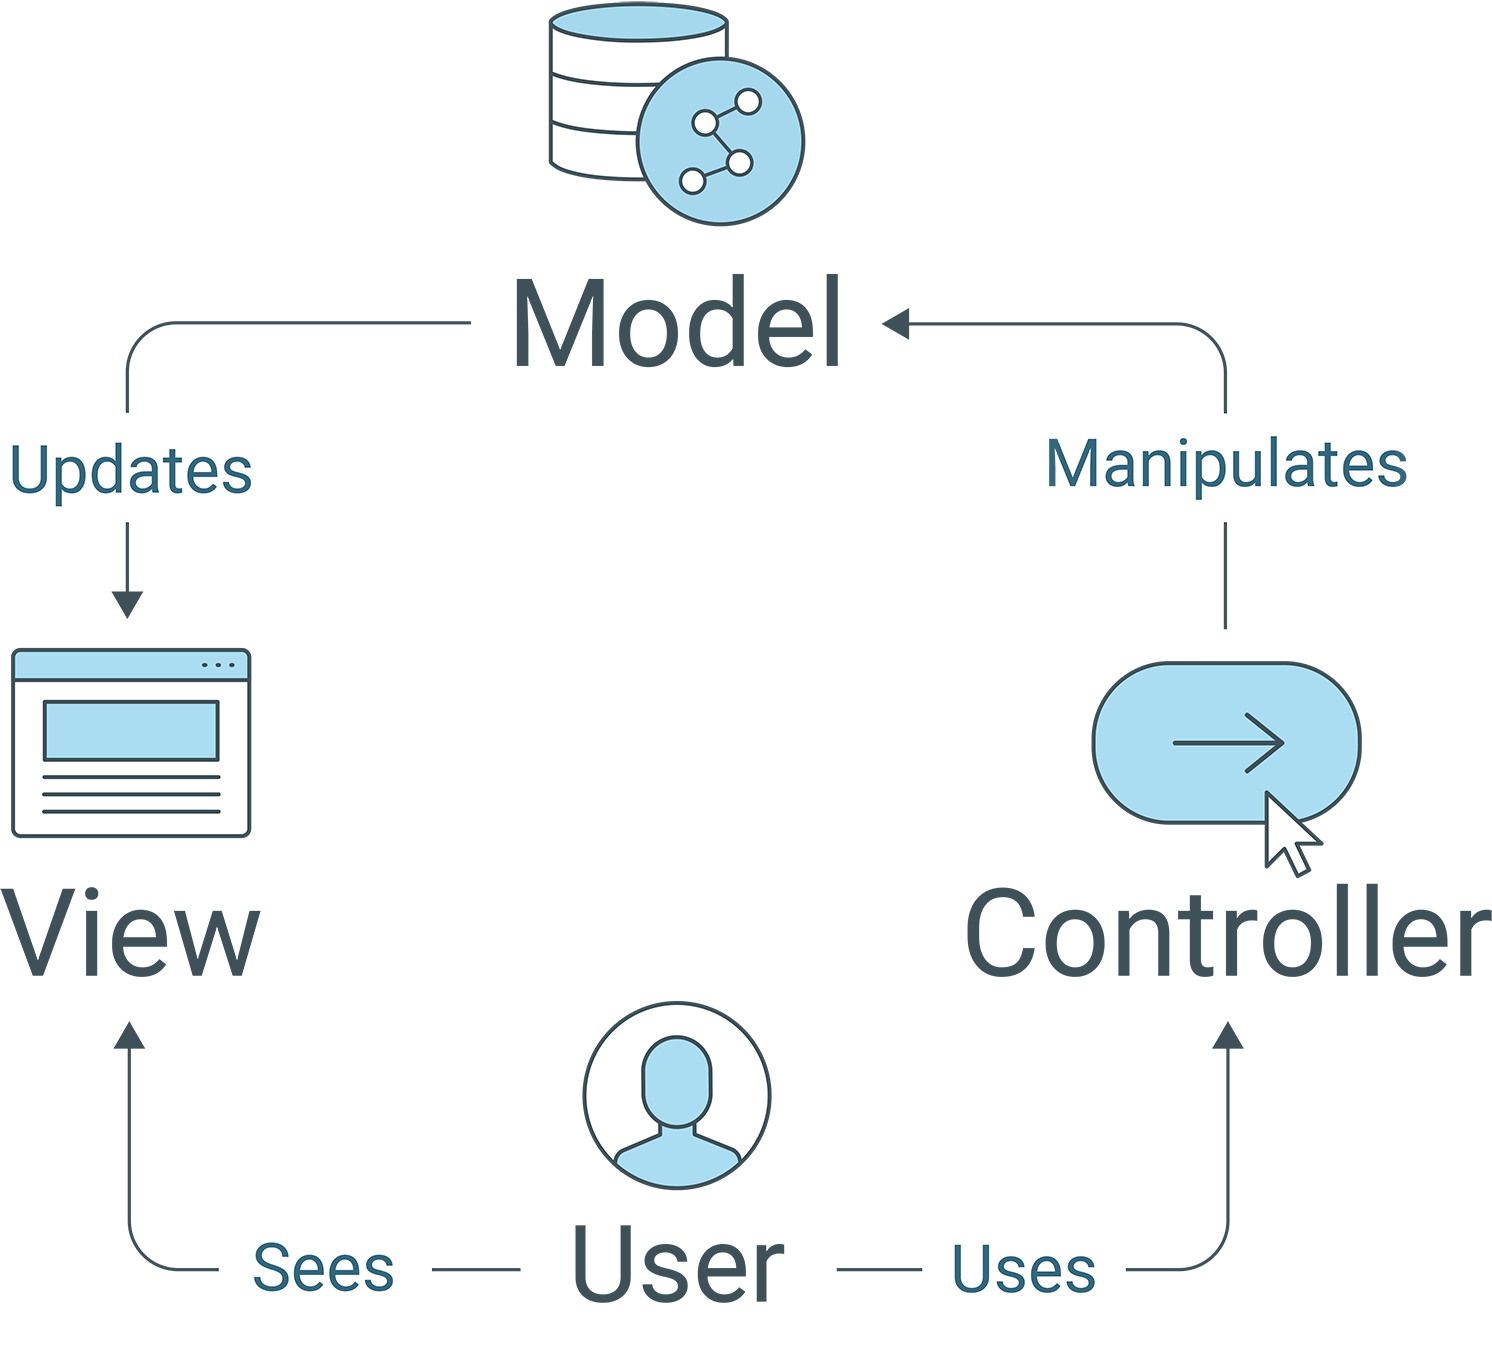 Model
Updates
Manipulates
View
Controller
Sees
User
Uses